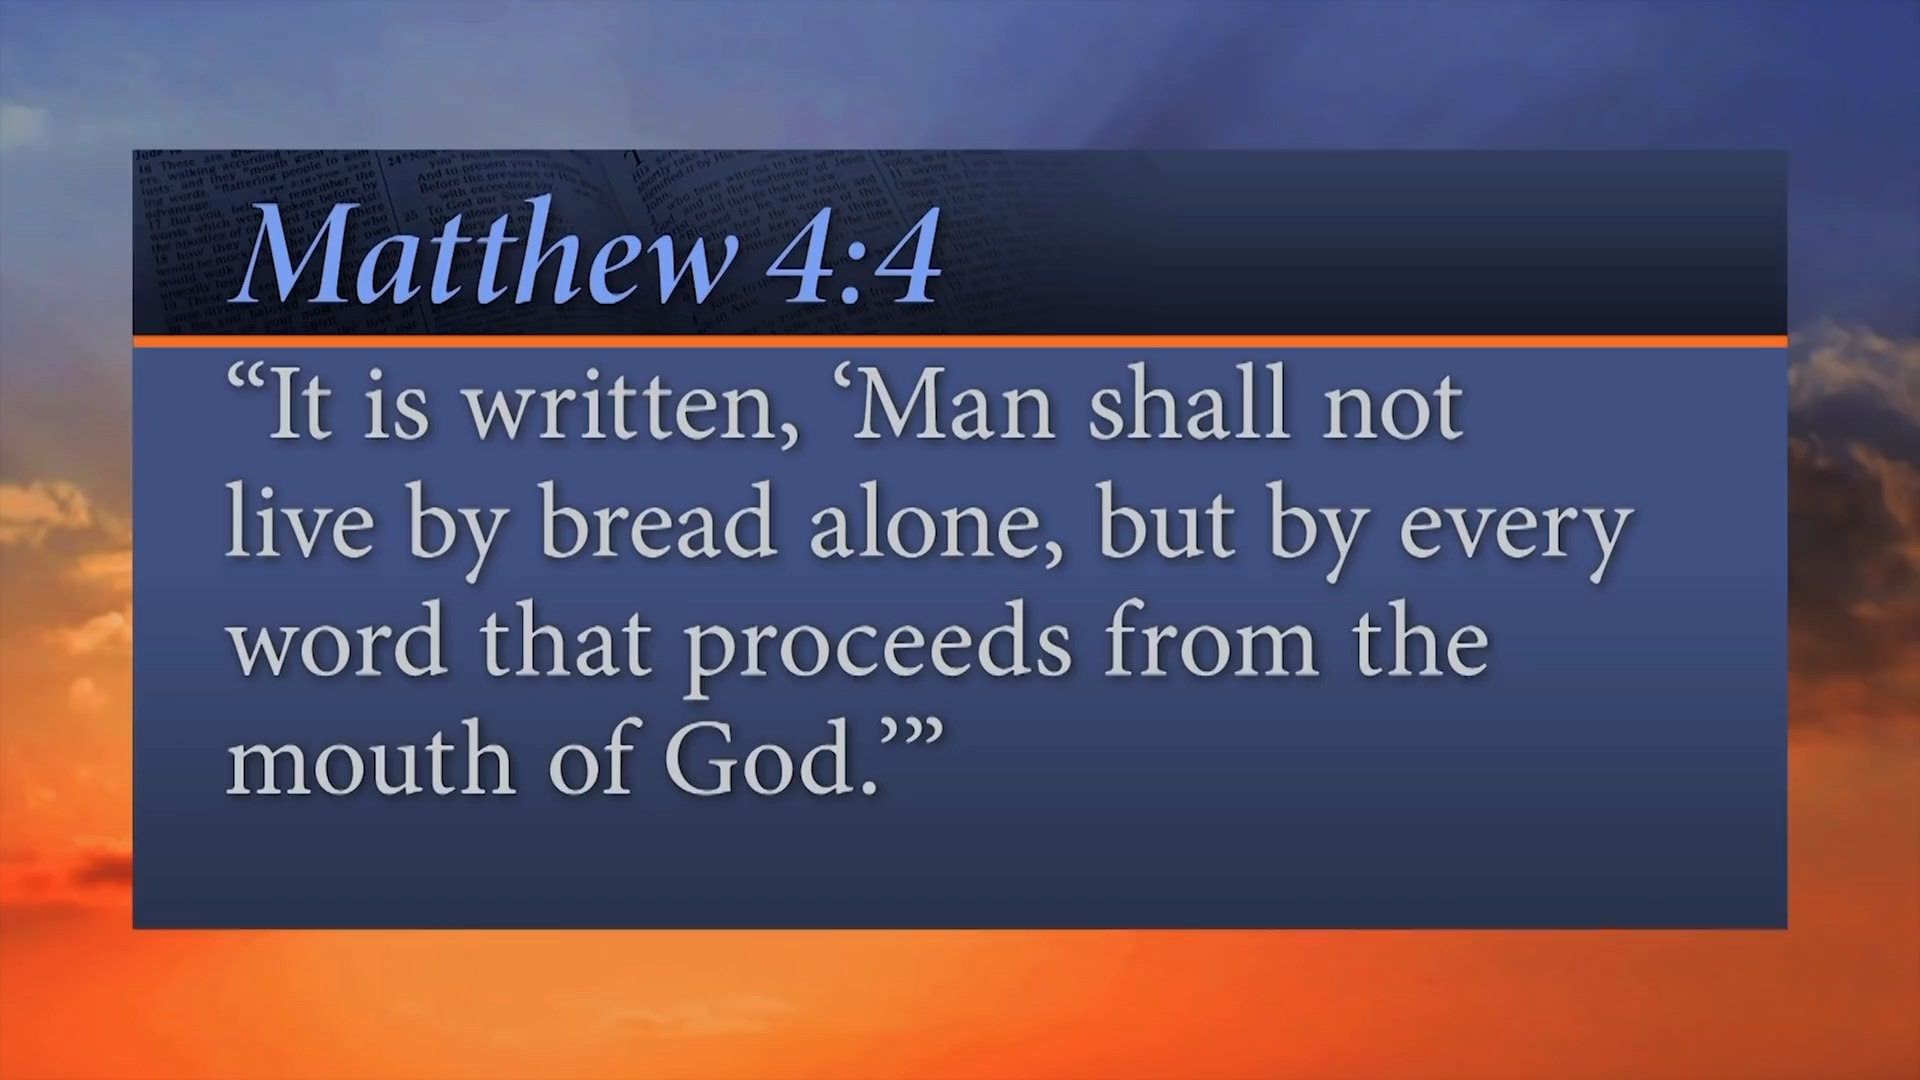 Matthew 4:4
“It is written, ‘Man shall not
live by bread alone, but by every
word that proceeds from the
mouth of God.’”